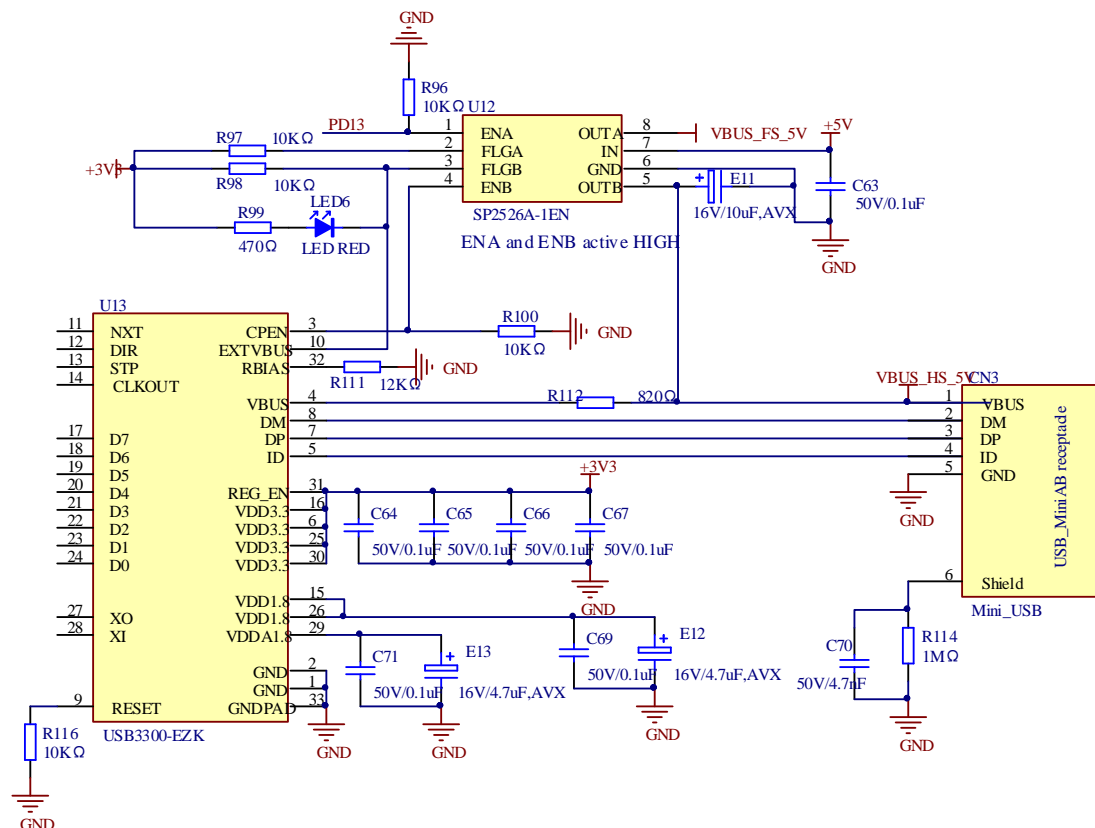 GND
R96
10KΩ
U12
PD13
1 ENA OUTA 8
2 FLGA IN 7
3 FLGB GND 6
4 ENB OUTB 5
VBUS_FS_5V
+5V
R97 10KΩ
+3V3
R98 10KΩ
R99
470Ω
LED6
LED RED
SP2526A-1EN
ENA and ENB active HIGH
E11
16V/10uF,AVX
C63
50V/0.1uF
GND
U13
11 NXT CPEN 3
12 DIR EXTVBUS 10
13 STP RBIAS 32
14 CLKOUT
VBUS 4
DM 8
17 D7 DP 7
18 D6 ID 5
19 D5
20 D4 REG_EN 31
21 D3 VDD3.3 16
22 D2 VDD3.3 6
23 D1 VDD3.3 25
24 D0 VDD3.3 30
VDD1.8 15
27 XO VDD1.8 26
28 XI VDDA1.8 29
GND 2
GND 1
9 RESET GNDPAD 33
USB3300-EZK
R100
10KΩ
GND
R111 12KΩ
GND
R112 820Ω
VBUS_HS_5V
CN3
1 VBUS
2 DM
3 DP
4 ID
5 GND
6 Shield
USB_MiniAB receptade
Mini_USB
GND
+3V3
C64 C65 C66 C67
50V/0.1uF 50V/0.1uF 50V/0.1uF 50V/0.1uF
GND
C71
50V/0.1uF
E13
16V/4.7uF,AVX
C69
50V/0.1uF
E12
16V/4.7uF,AVX
C70
50V/4.7nF
R114
1MΩ
GND
GND
GND
GND
R116
10KΩ
GND